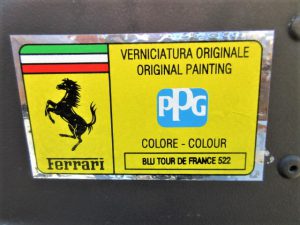 VERNICIATURA ORIGINALE
ORIGINAL PAINTING
PPG
COLORE - COLOUR
BLU TOUR DE FRANCE 522
Ferrari